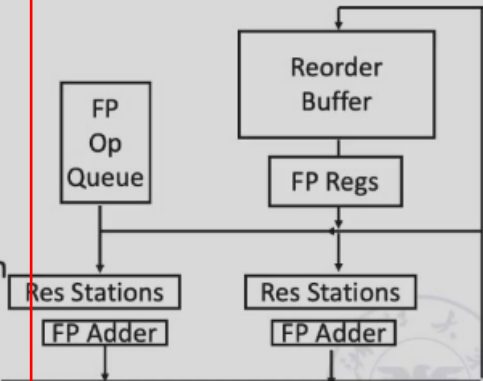 Reorder
Buffer
FP
Op
Queue
FP Regs
Res Stations
Res Stations
FP Adder
FP Adder